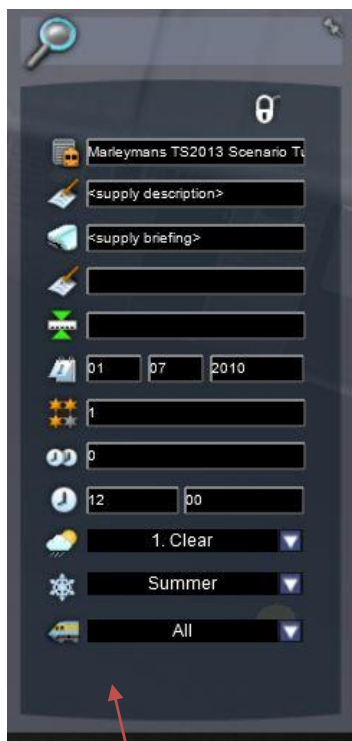 Marleymans TS2013 Scenario Tu
<supply description>
<supply briefing>
01 07 2010
1
0
12 00
1. Clear
Summer
All